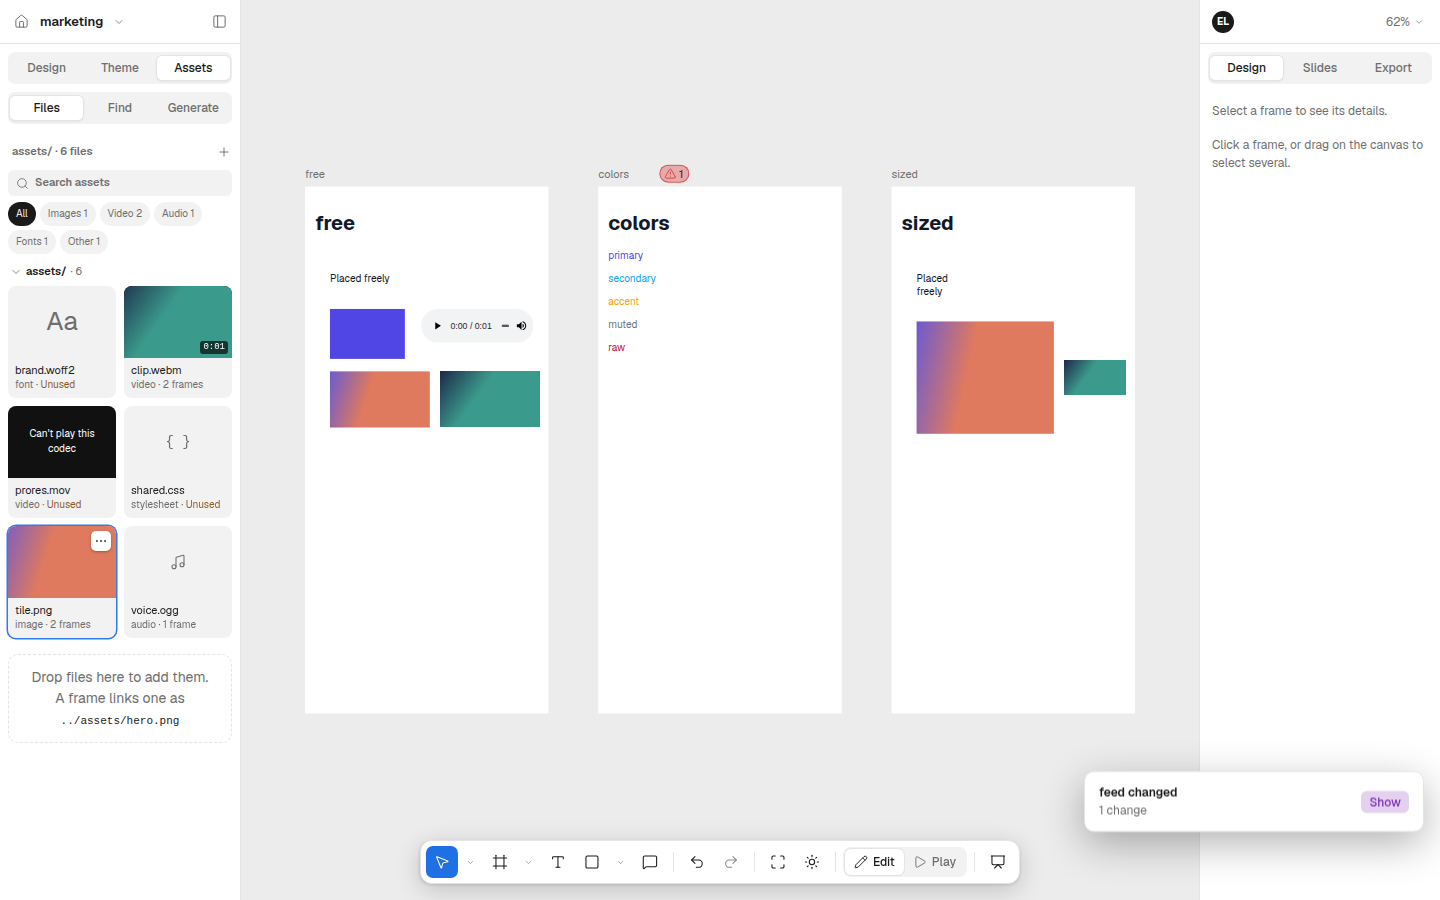 marketing
Design
Theme
Assets
Files
Find
Generate
assets/ · 6 files
Search assets
All
Images 1
Video 2
Audio 1
Fonts 1
Other 1
assets/ · 6
Aa
brand.woff2
font · Unused
0:01
clip.webm
video · 2 frames
Can't play this
codec
prores.mov
video · Unused
{ }
shared.css
stylesheet · Unused
tile.png
image · 2 frames
voice.ogg
audio · 1 frame
Drop files here to add them.
A frame links one as
../assets/hero.png
free
free
Placed freely
0:00 / 0:01
colors
1
colors
primary
secondary
accent
muted
raw
sized
sized
Placed
freely
Edit
Play
EL
62%
Design
Slides
Export
Select a frame to see its details.
Click a frame, or drag on the canvas to
select several.
feed changed
1 change
Show